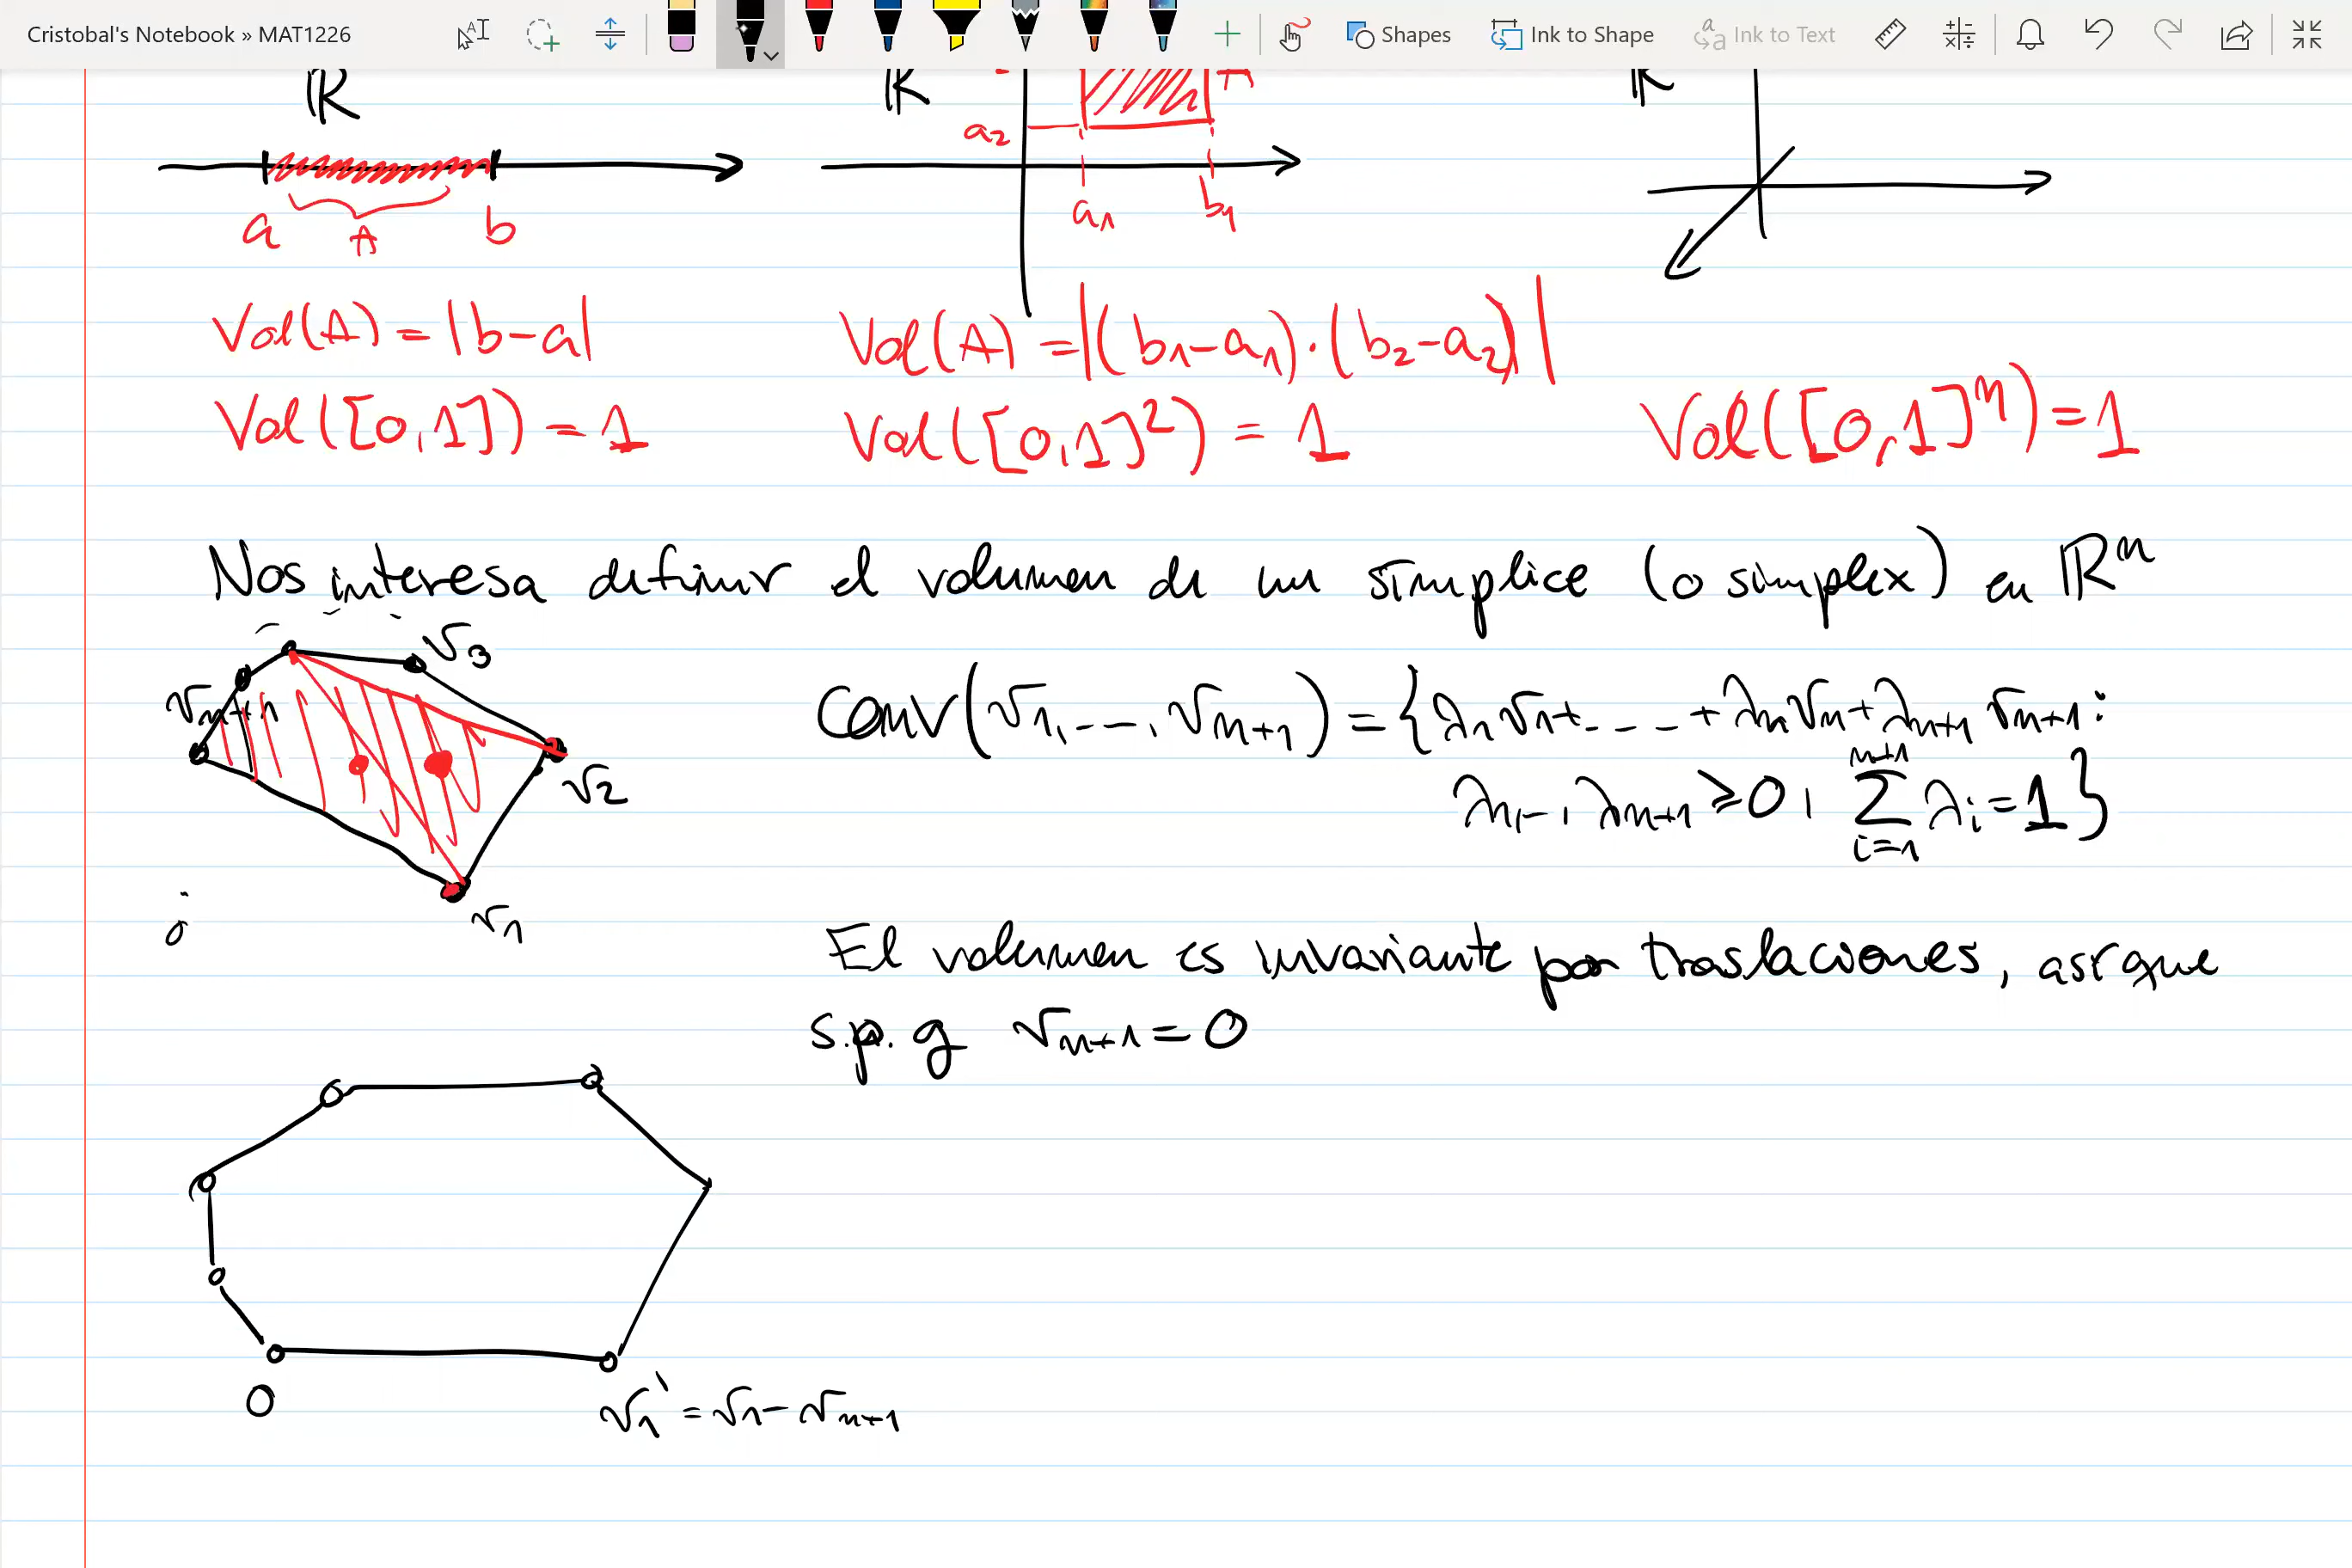 Cristobal's Notebook » MAT1226
Shapes
Ink to Shape
Ink to Text
ℝ
a A b
Vol(A) = |b-a|
Vol([0,1]) = 1
ℝ
A
a₂
a₁ b₁
Vol(A) = |(b₁-a₁)·(b₂-a₂)|
Vol([0,1]²) = 1
ℝ
Vol([0,1]ⁿ) = 1
Nos interesa definir el volumen de un simplice (o simplex) en ℝⁿ
v₃
vₙ₊₁
v₂
v₁
0
Conv(v₁, ..., vₙ₊₁) = {λ₁v₁+....+λₙvₙ+λₙ₊₁vₙ₊₁:
λ₁, -, λₙ₊₁ ≥ 0, ∑ᵢ₌₁ⁿ⁺¹ λᵢ = 1}
El volumen es invariante por traslaciones, asi que
s.p.g vₙ₊₁ = 0
0
v₁' = v₁ - vₙ₊₁